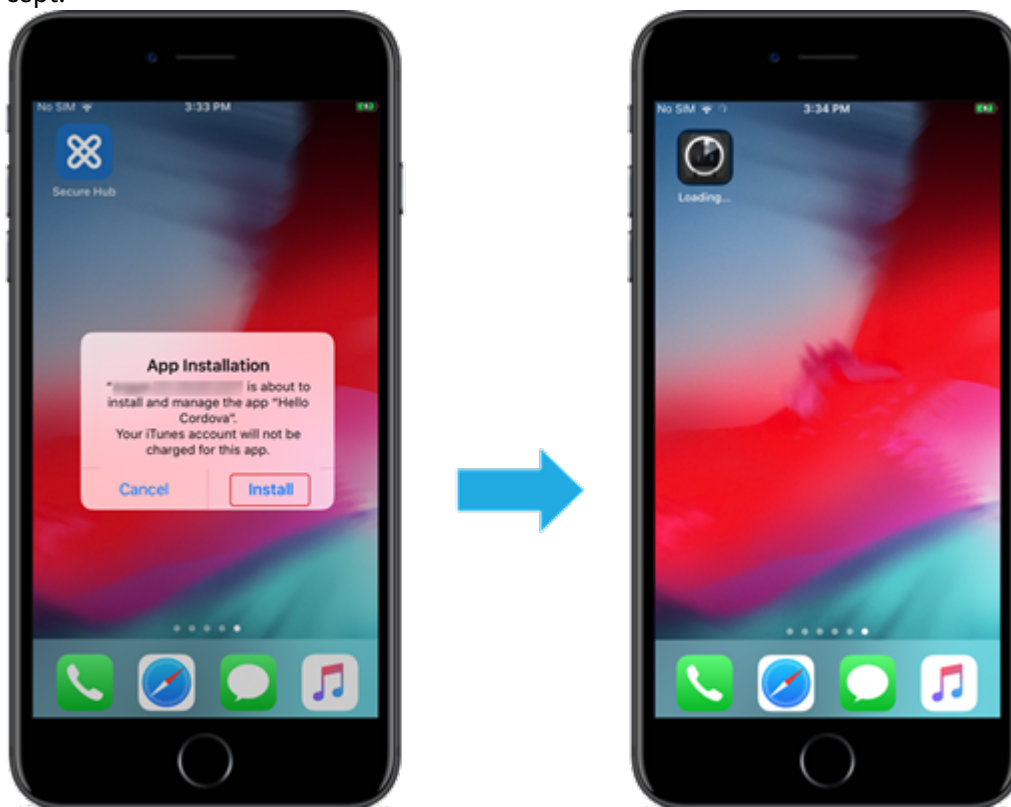 cept.
No SIM 3:33 PM
Secure Hub
App Installation
" is about to
install and manage the app "Hello
Cordova".
Your iTunes account will not be
charged for this app.
Cancel Install
No SIM 3:34 PM
Loading...